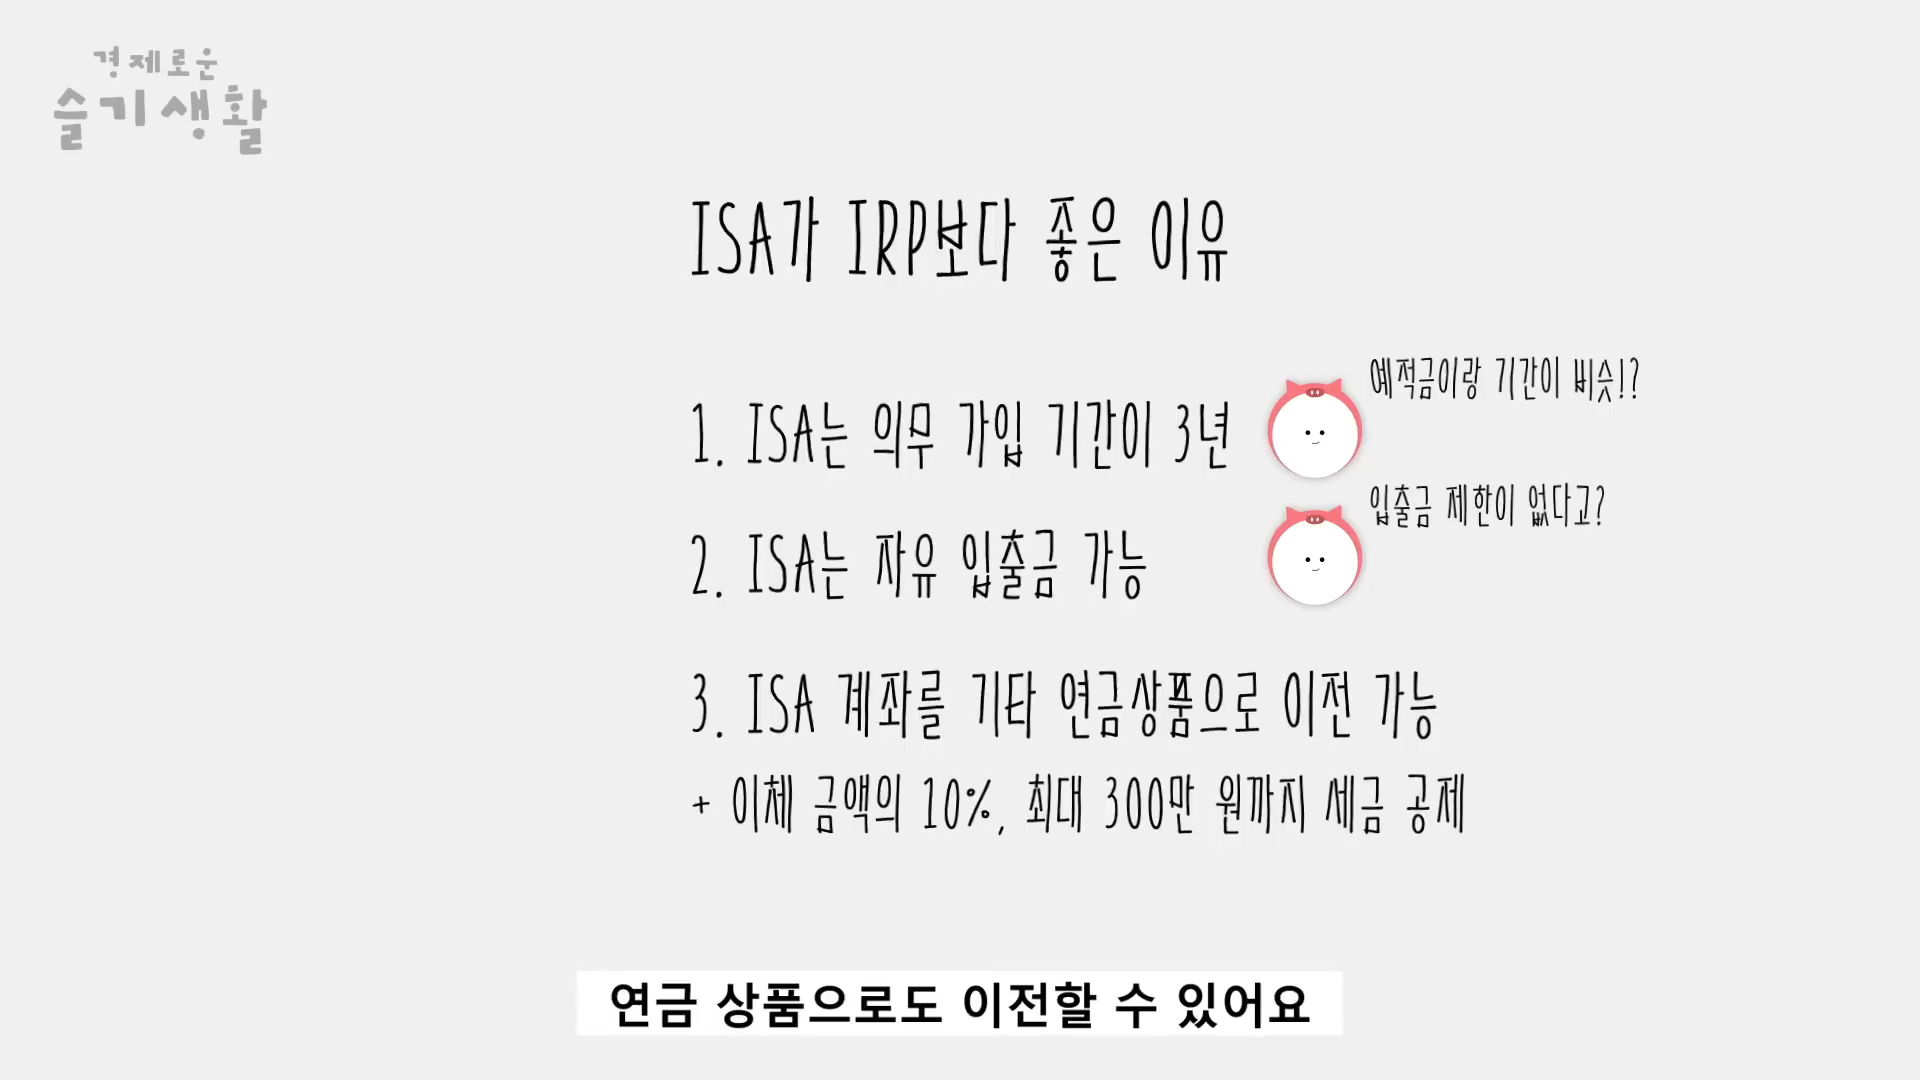 경제로운
슬기생활
ISA가 IRP보다 좋은 이유
1. ISA는 의무 가입 기간이 3년
예적금이랑 기간이 비슷!?
2. ISA는 자유 입출금 가능
입출금 제한이 없다고?
3. ISA 계좌를 기타 연금상품으로 이전 가능
+ 이체 금액의 10%, 최대 300만 원까지 세금 공제
연금 상품으로도 이전할 수 있어요